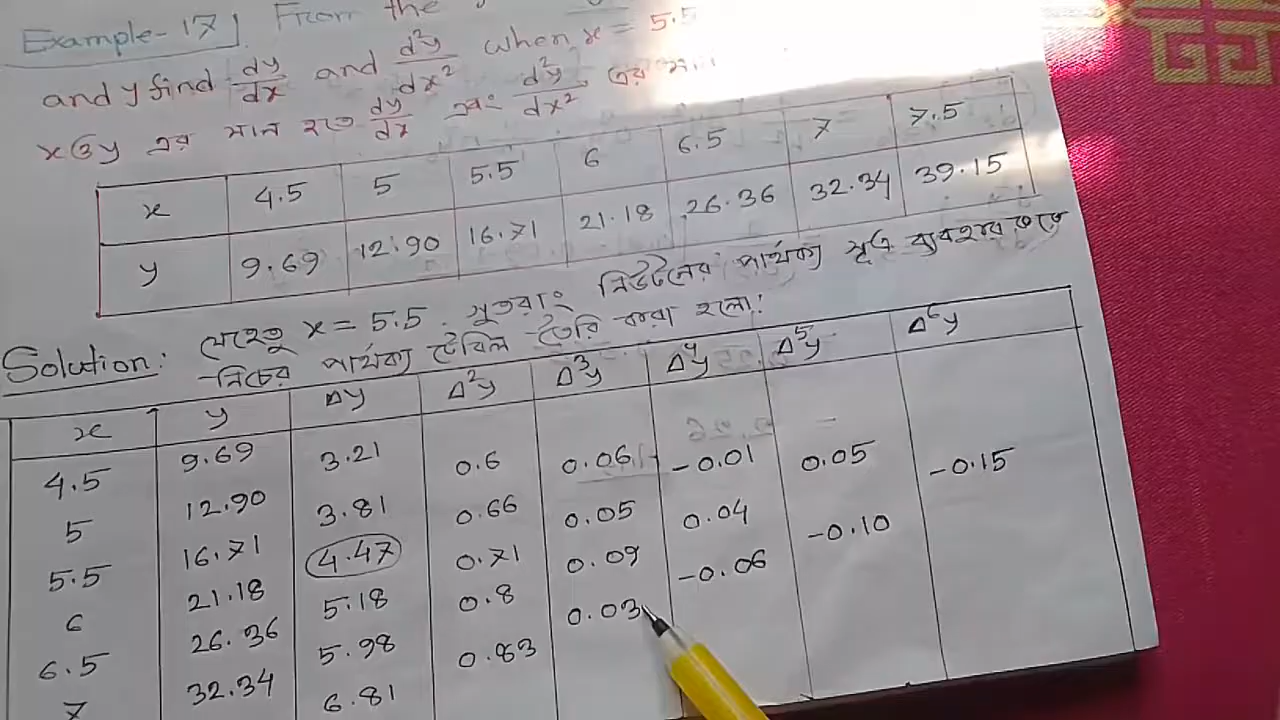 Example-17] From the
and y find dy/dx and d²y/dx² when x = 5.5
x ও y এর মান হতে dy/dx এবং d²y/dx² এর
x 4.5 5 5.5 6 6.5 7 7.5
y 9.69 12.90 16.71 21.18 26.36 32.34 39.15
Solution: যেহেতু x = 5.5. সুতরাং নিউটনের পার্থক্য সূত্র ব্যবহার
নিচের পার্থক্য টেবিল তৈরি করা হলো:
x y Δy Δ²y Δ³y Δ⁴y Δ⁵y Δ⁶y
4.5 9.69 3.21 0.6 0.06 -0.01 0.05 -0.15
5 12.90 3.81 0.66 0.05 0.04 -0.10
5.5 16.71 4.47 0.71 0.09 -0.06
6 21.18 5.18 0.8 0.03
6.5 26.36 5.98 0.83
7 32.34 6.81